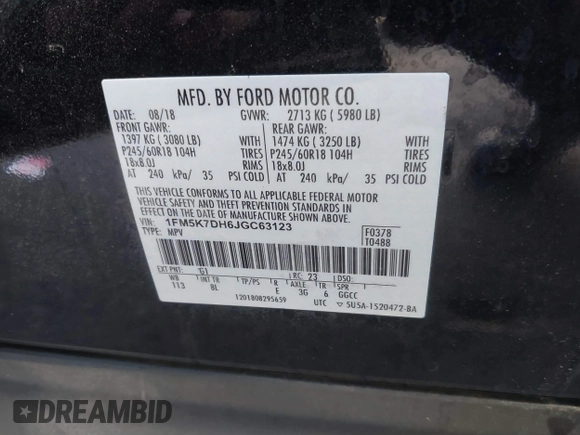 MFD. BY FORD MOTOR CO.
DATE: 08/18 GVWR: 2713 KG ( 5980 LB)
FRONT GAWR: REAR GAWR:
1397 KG ( 3080 LB) WITH 1474 KG ( 3250 LB) WITH
P245/60R18 104H TIRES P245/60R18 104H TIRES
18x8.0J RIMS 18x8.0J RIMS
AT 240 kPa/ 35 PSI COLD AT 240 kPa/ 35 PSI COLD
THIS VEHICLE CONFORMS TO ALL APPLICABLE FEDERAL MOTOR
VEHICLE SAFETY AND THEFT PREVENTION STANDARDS IN
EFFECT ON THE DATE OF MANUFACTURE SHOWN ABOVE.
VIN: 1FM5K7DH6JGC63123 F0378
TYPE: MPV T0488
EXT PNT: G1 RC: 23 DSO:
WB INT TR TP/PS R AXLE TR SPR
113 8L E 3G 6 GGCC
1201808295659 UTC SU5A-1520472-BA
DREAMBID